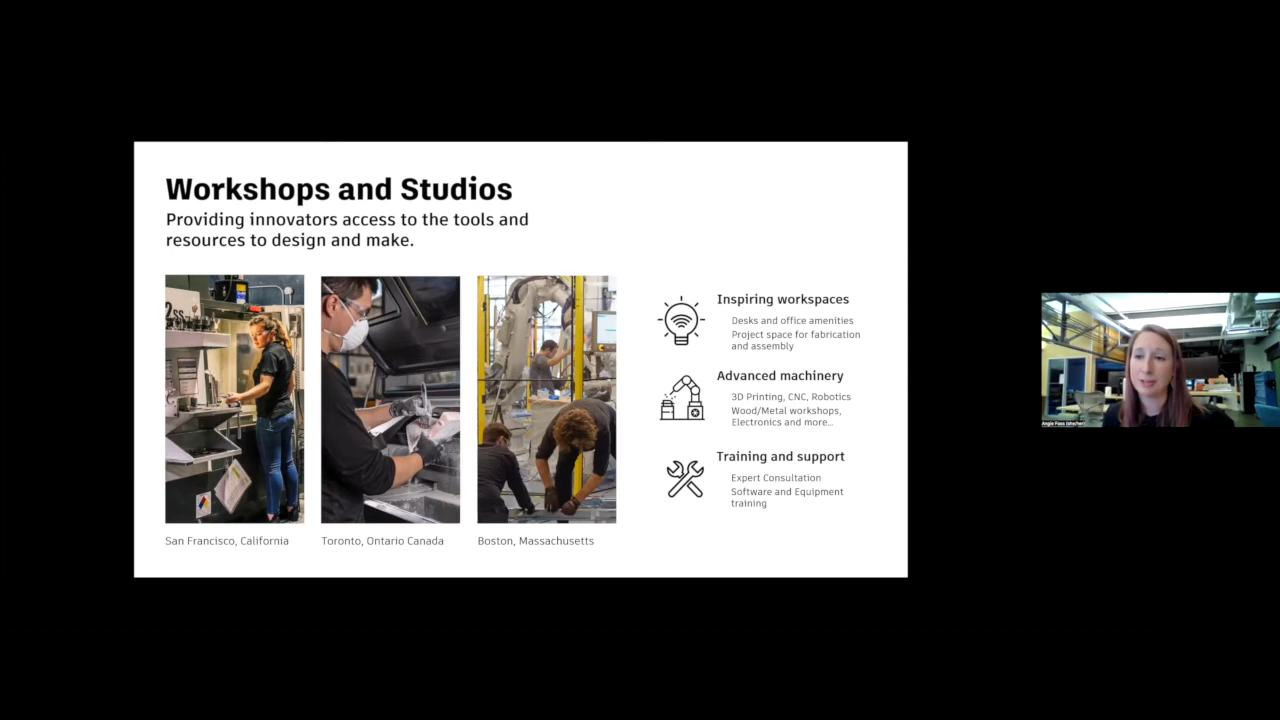 Workshops and Studios
Providing innovators access to the tools and
resources to design and make.
San Francisco, California
Toronto, Ontario Canada
Boston, Massachusetts
Inspiring workspaces
Desks and office amenities
Project space for fabrication
and assembly
Advanced machinery
3D Printing, CNC, Robotics
Wood/Metal workshops,
Electronics and more...
Training and support
Expert Consultation
Software and Equipment
training